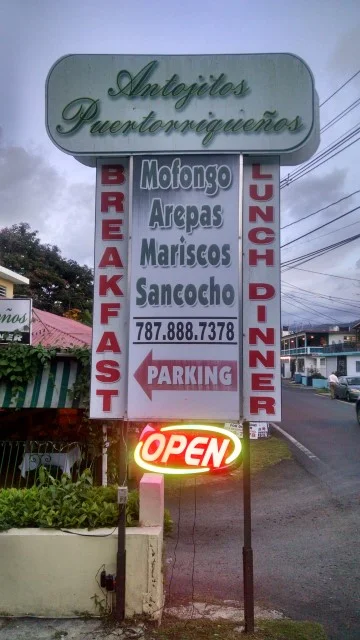 Antojitos
Puertorriqueños
BREAKFAST
Mofongo
Arepas
Mariscos
Sancocho
787.888.7378
PARKING
LUNCH DINNER
OPEN